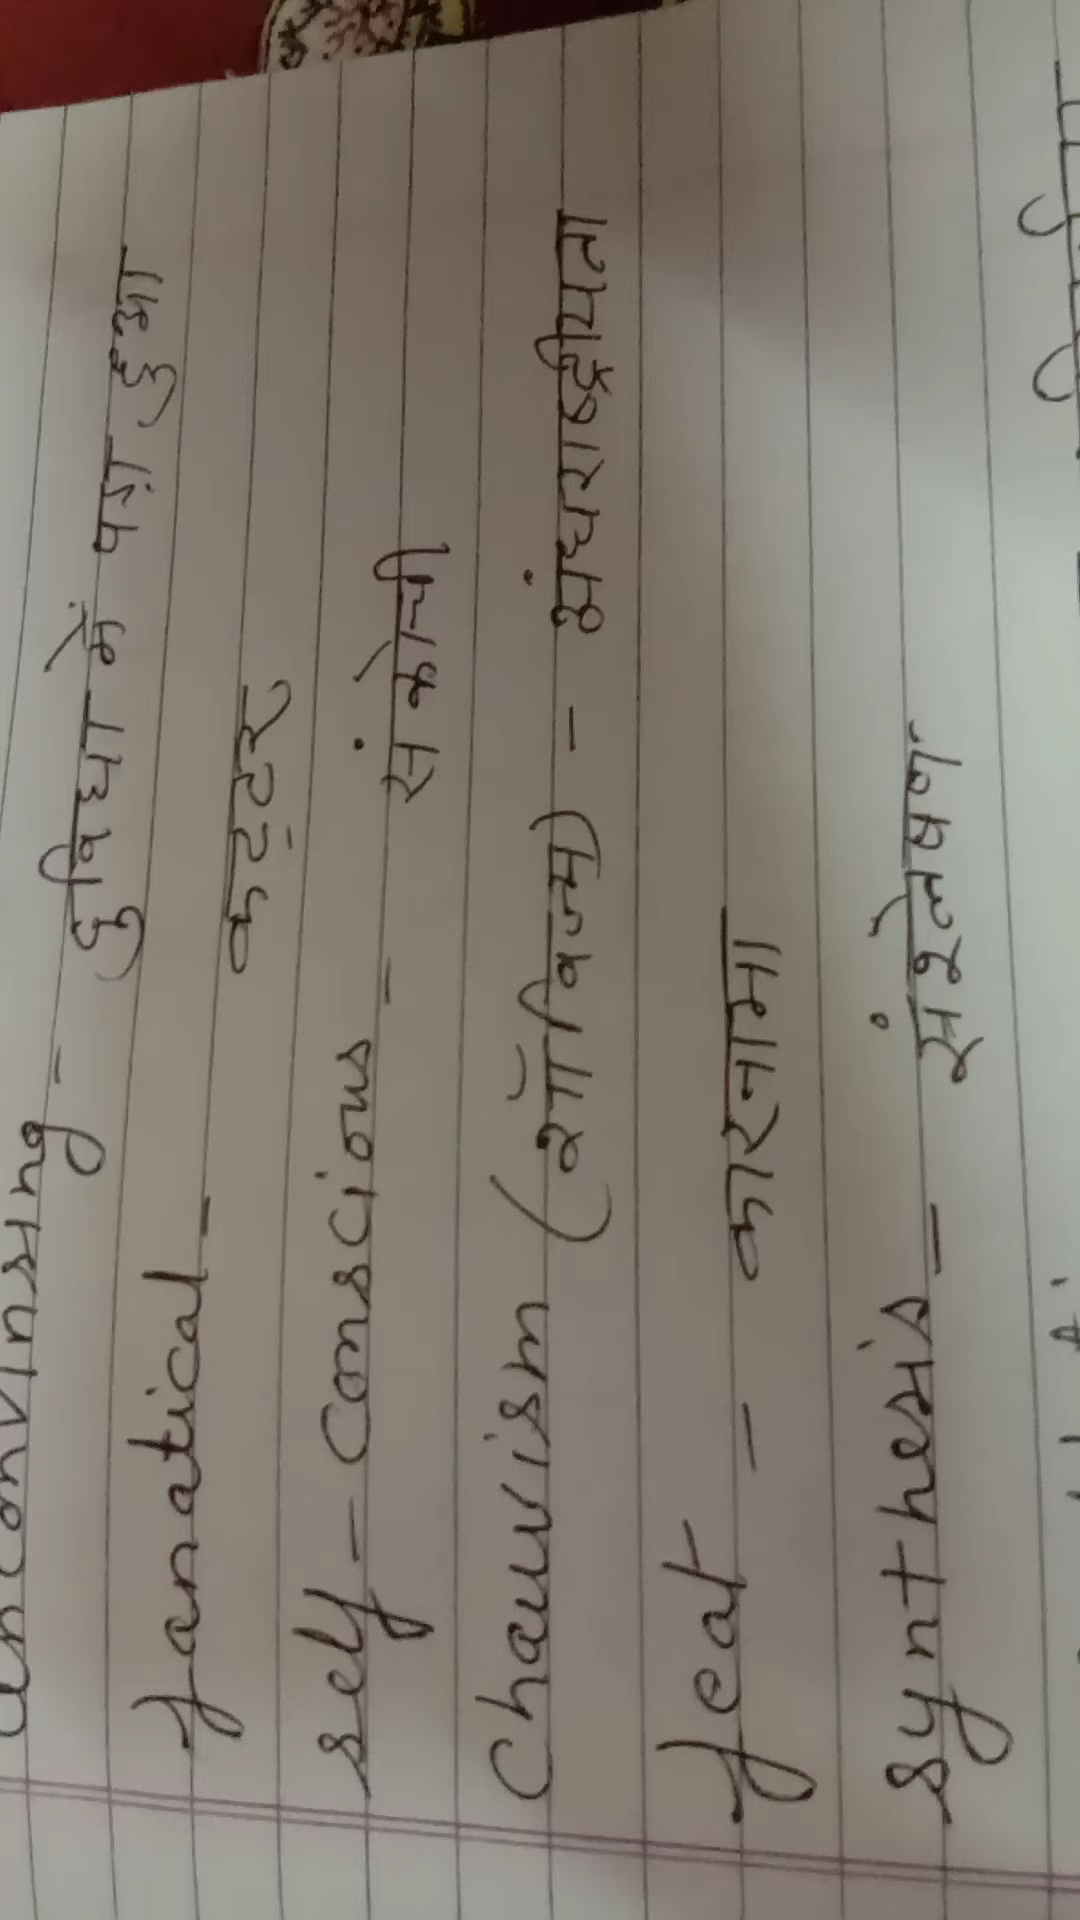 unconvinsing - दुविधा में पड़ा हुआ
fanatical - कट्टर
self-conscious - संकोची
Chauvism (शॉविज्म) - अंधराष्ट्रीयता
feat - कारनामा
synthesis - संश्लेषण